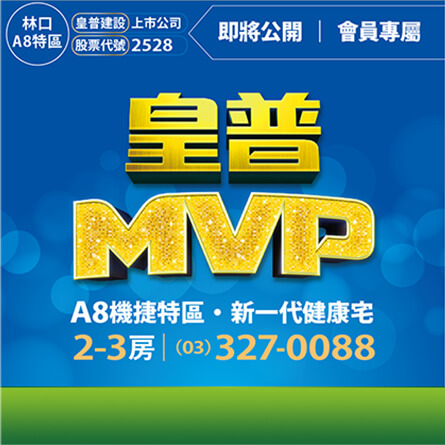 林口
A8特區
皇普建設 上市公司
股票代號 2528
即將公開 | 會員專屬
皇普
MVP
A8機捷特區・新一代健康宅
2-3房 | (03) 327-0088